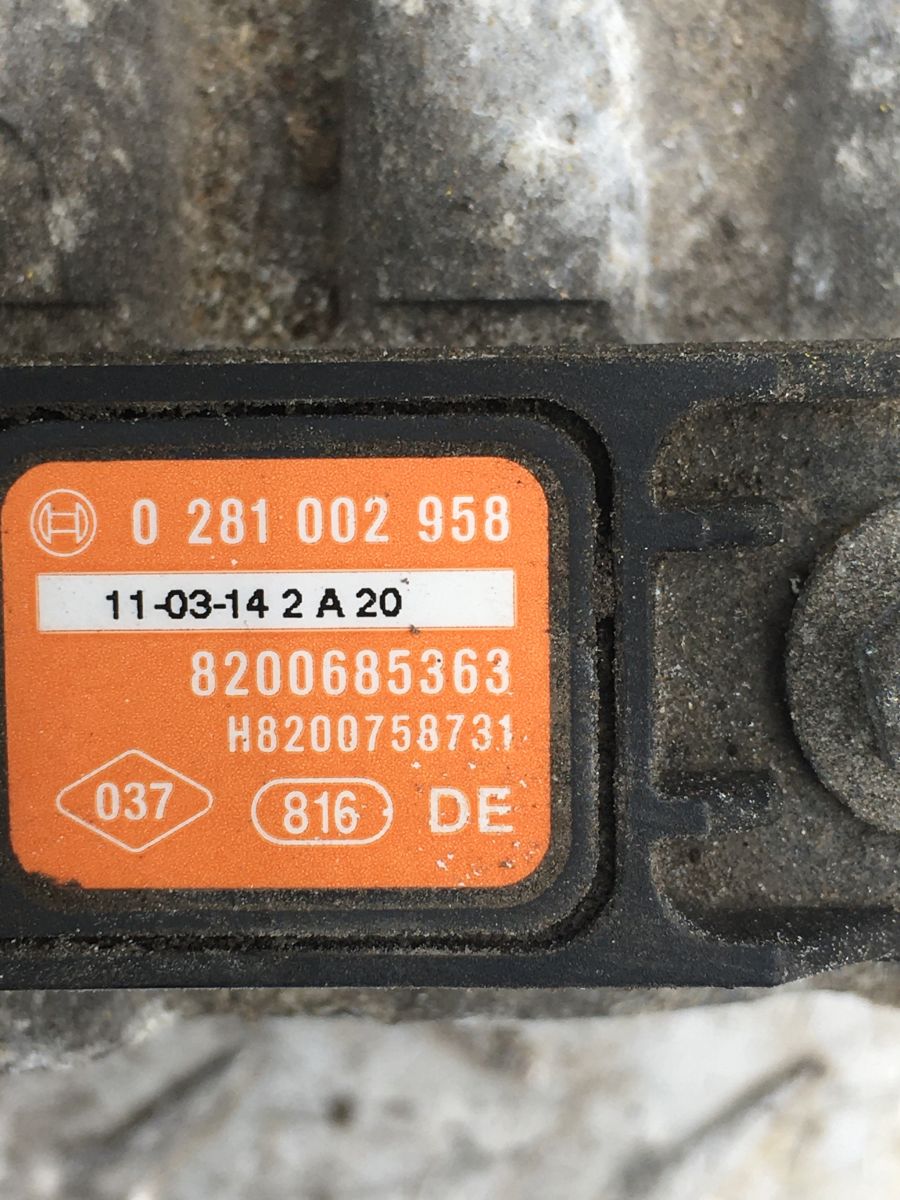 0 281 002 958
11-03-14 2 A 20
8200685363
H8200758731
037 816 DE